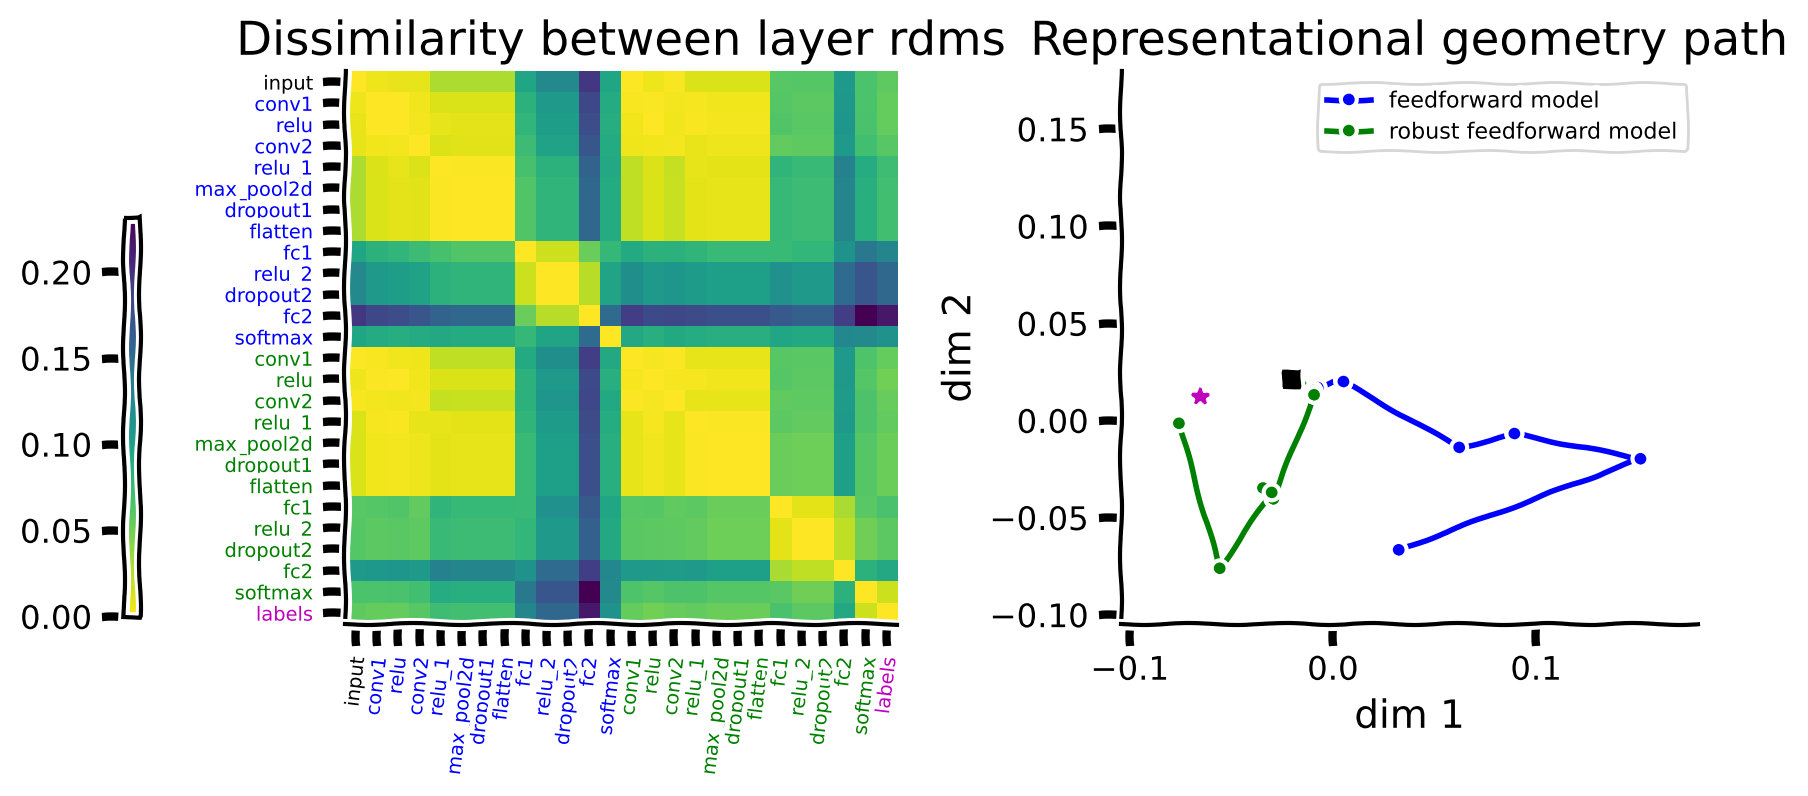 Dissimilarity between layer rdms
0.20
0.15
0.10
0.05
0.00
input
conv1
relu
conv2
relu_1
max_pool2d
dropout1
flatten
fc1
relu_2
dropout2
fc2
softmax
conv1
relu
conv2
relu_1
max_pool2d
dropout1
flatten
fc1
relu_2
dropout2
fc2
softmax
labels
input
conv1
relu
conv2
relu_1
max_pool2d
dropout1
flatten
fc1
relu_2
dropout2
fc2
softmax
conv1
relu
conv2
relu_1
max_pool2d
dropout1
flatten
fc1
relu_2
dropout2
fc2
softmax
labels
Representational geometry path
feedforward model
robust feedforward model
dim 2
0.15
0.10
0.05
0.00
−0.05
−0.10
−0.1
0.0
0.1
dim 1